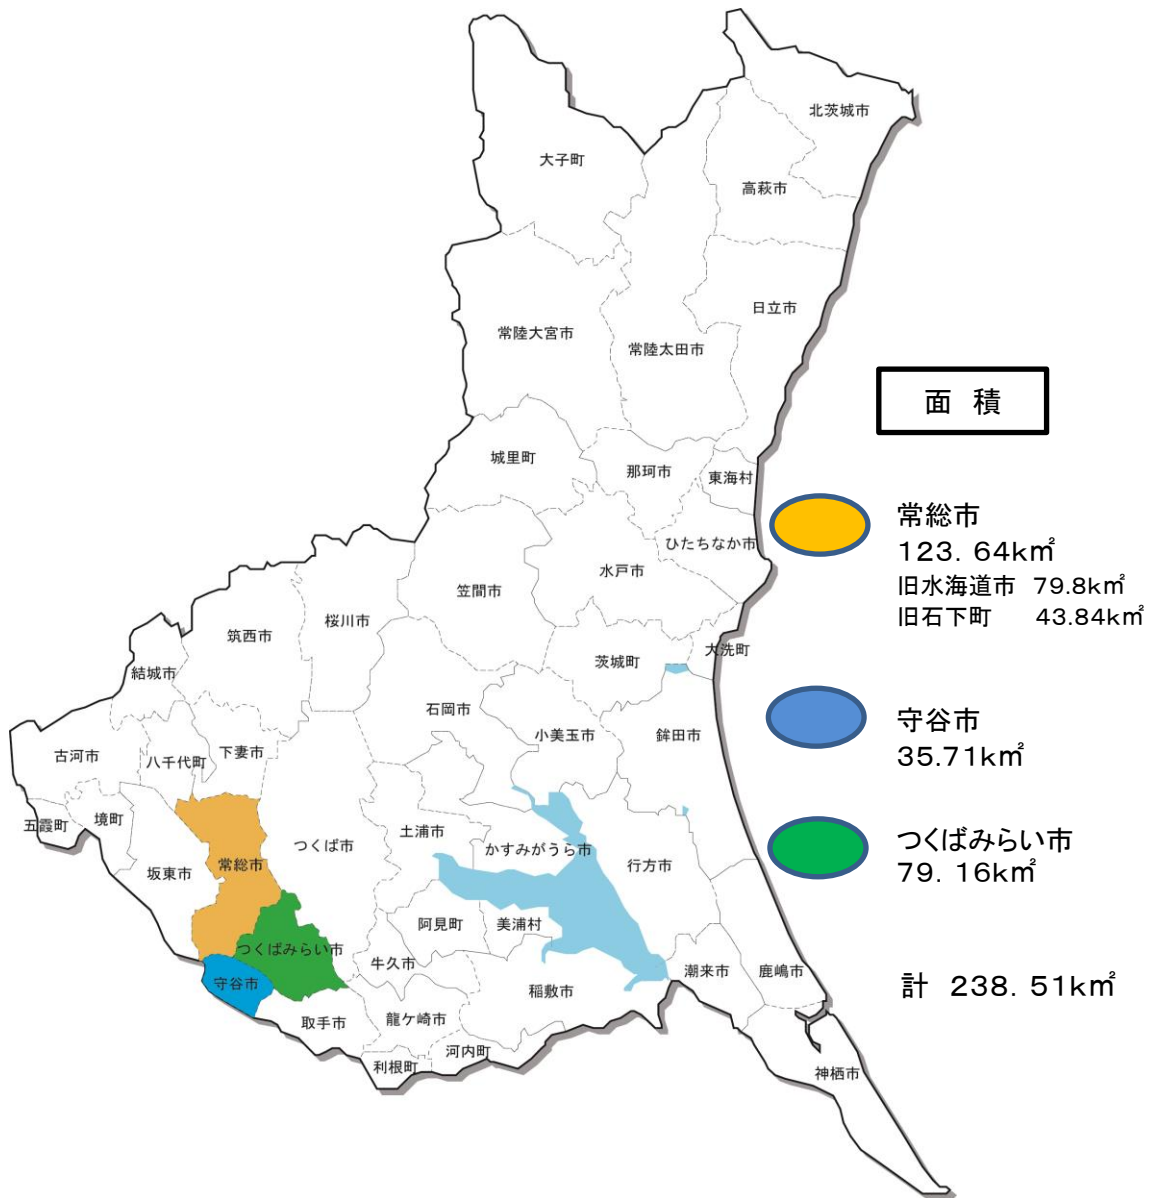 北茨城市
大子町
高萩市
日立市
常陸大宮市
常陸太田市
面 積
城里町
那珂市
東海村
常総市
123. 64k㎡
ひたちなか市
水戸市
旧水海道市 79.8k㎡
笠間市
旧石下町 43.84k㎡
桜川市
筑西市
大洗町
茨城町
結城市
石岡市
守谷市
35.71k㎡
小美玉市
鉾田市
古河市
八千代町
下妻市
五霞町
境町
つくば市
土浦市
かすみがうら市
つくばみらい市
79. 16k㎡
坂東市
常総市
行方市
阿見町
美浦村
つくばみらい市
牛久市
守谷市
潮来市
鹿嶋市
稲敷市
計 238. 51k㎡
取手市
龍ケ崎市
河内町
利根町
神栖市